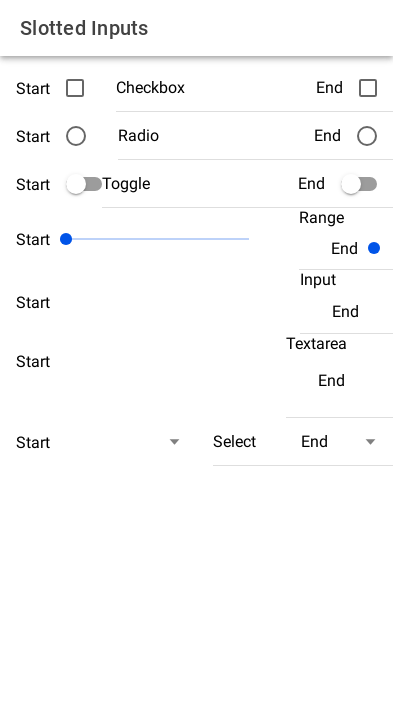 Slotted Inputs
Start Checkbox End
Start Radio End
Start Toggle End
Range
Start End
Input
Start End
Textarea
Start End
Start Select End